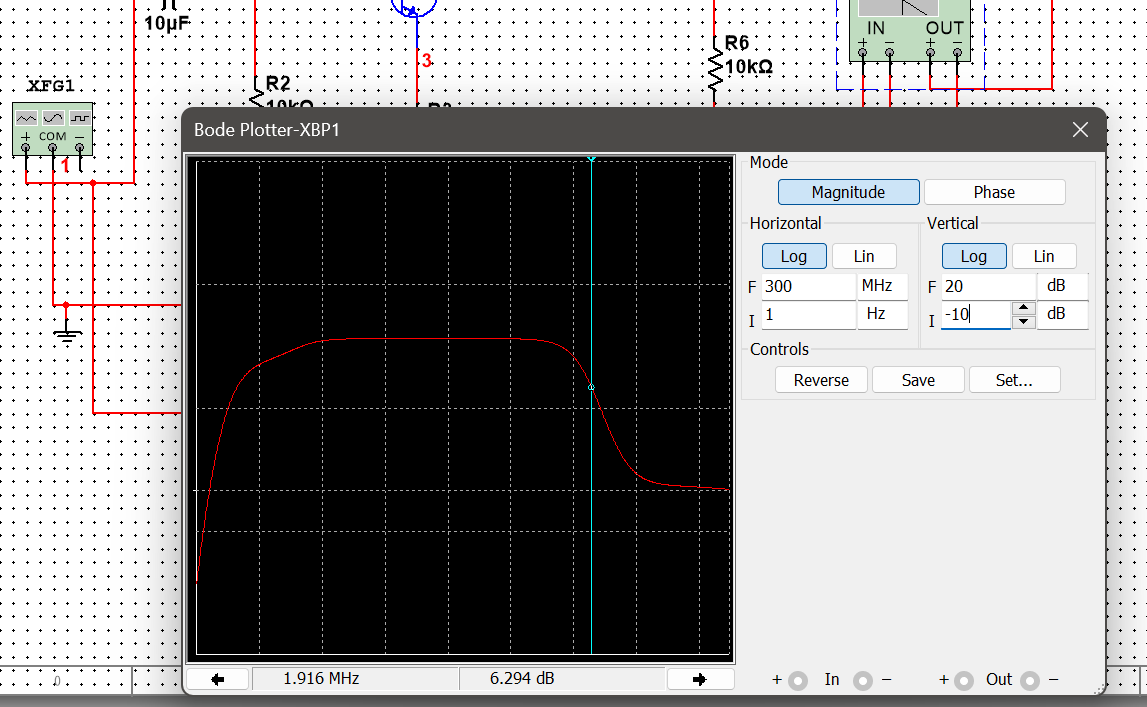 10µF
IN OUT
+ − + −
R6
10kΩ
3
XFG1
R2
10kΩ
+ COM −
1
Bode Plotter-XBP1
Mode
Magnitude Phase
Horizontal Vertical
Log Lin Log Lin
F 300 MHz F 20 dB
I 1 Hz I -10 dB
Controls
Reverse Save Set...
1.916 MHz 6.294 dB
+ In − + Out −
0